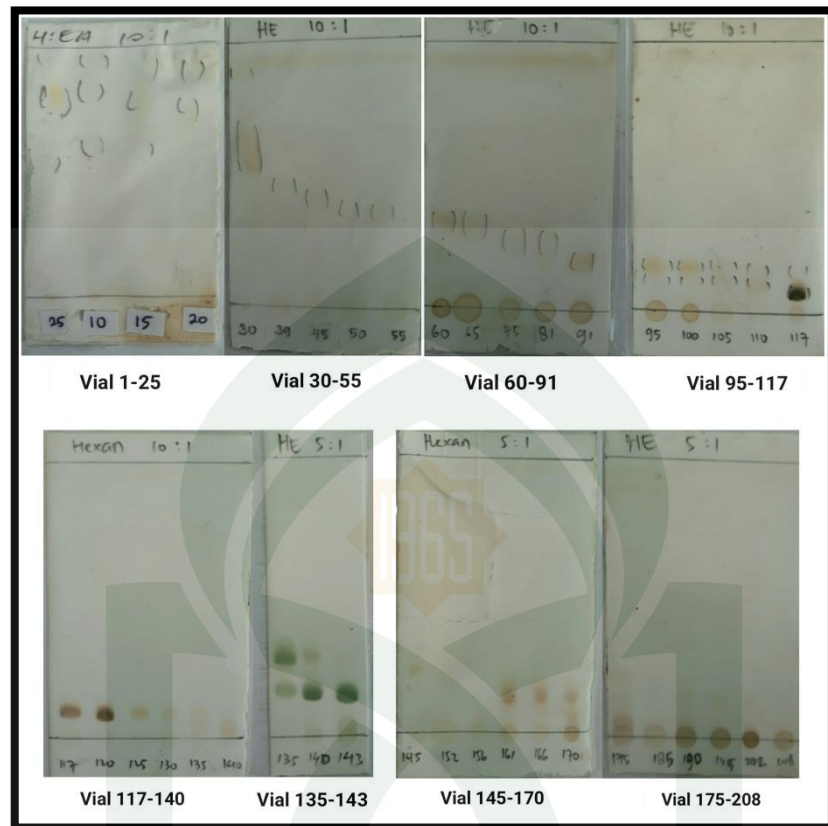 H:EA 10:1
HE 10:1
HE 10:1
HE 10:1
25 10 15 20
30 39 45 50 55
60 65 75 81 91
95 100 105 110 117
Vial 1-25
Vial 30-55
Vial 60-91
Vial 95-117
Hexan 10:1
HE 5:1
Hexan 5:1
HE 5:1
1965
117 120 125 130 135 140
135 140 143
145 152 156 161 166 170
175 185 190 195 202 208
Vial 117-140
Vial 135-143
Vial 145-170
Vial 175-208